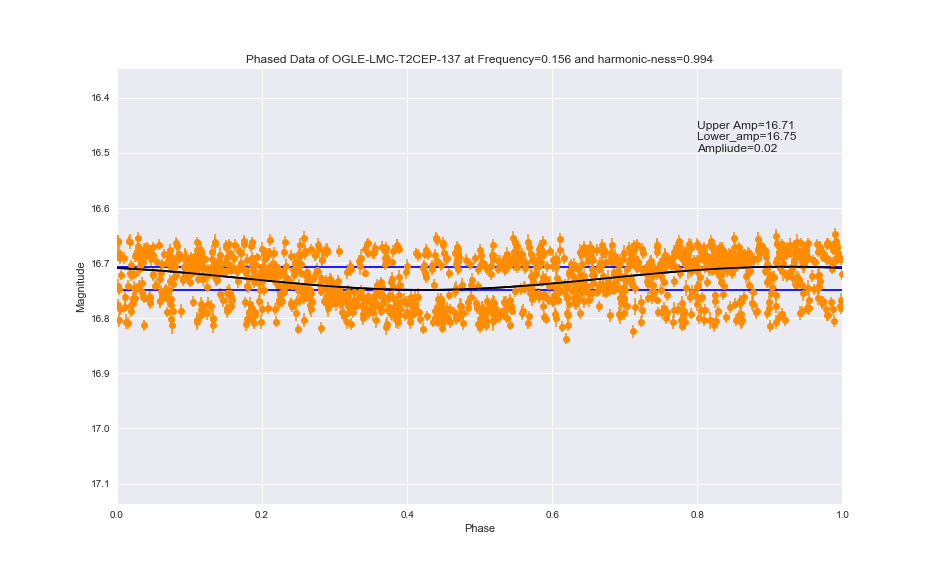 Phased Data of OGLE-LMC-T2CEP-137 at Frequency=0.156 and harmonic-ness=0.994
Upper Amp=16.71
Lower_amp=16.75
Ampliude=0.02
Magnitude
16.4
16.5
16.6
16.7
16.8
16.9
17.0
17.1
0.0
0.2
0.4
0.6
0.8
1.0
Phase